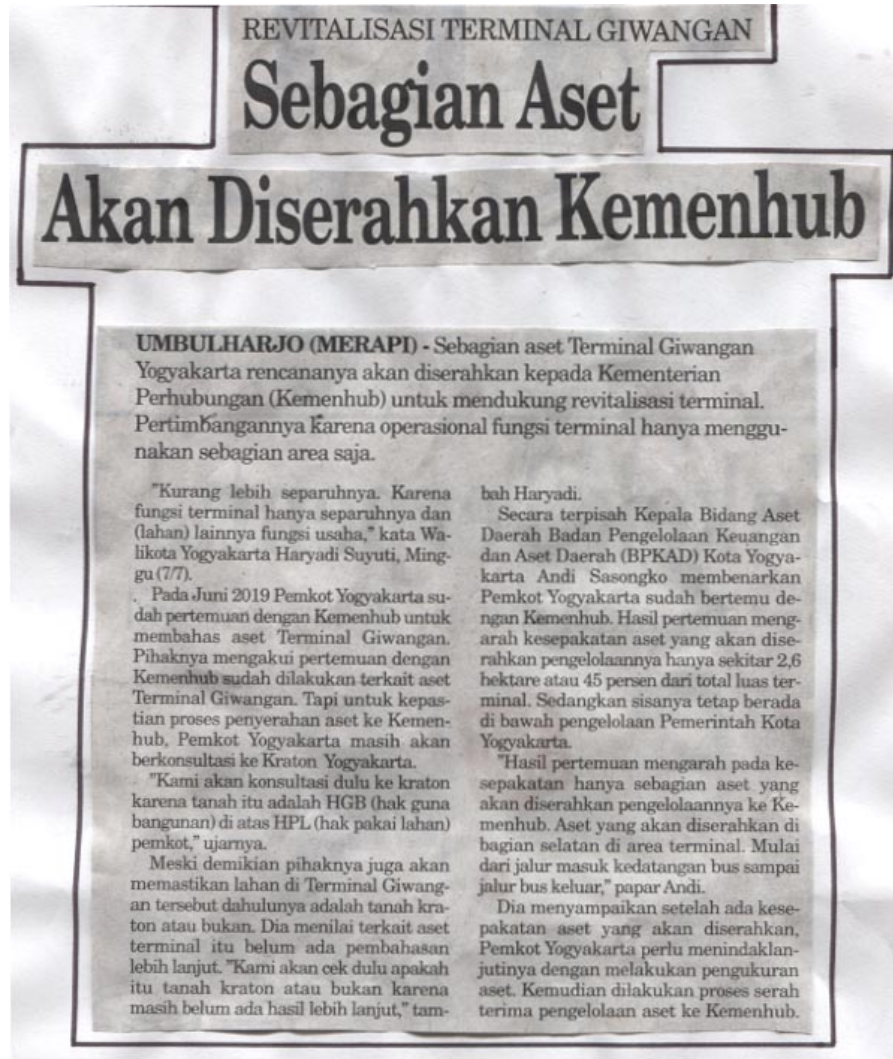 REVITALISASI TERMINAL GIWANGAN
Sebagian Aset
Akan Diserahkan Kemenhub
UMBULHARJO (MERAPI) - Sebagian aset Terminal Giwangan
Yogyakarta rencananya akan diserahkan kepada Kementerian
Perhubungan (Kemenhub) untuk mendukung revitalisasi terminal.
Pertimbangannya karena operasional fungsi terminal hanya menggu-
nakan sebagian area saja.
"Kurang lebih separuhnya. Karena
fungsi terminal hanya separuhnya dan
(lahan) lainnya fungsi usaha," kata Wa-
likota Yogyakarta Haryadi Suyuti, Ming-
gu (7/7).
Pada Juni 2019 Pemkot Yogyakarta su-
dah pertemuan dengan Kemenhub untuk
membahas aset Terminal Giwangan.
Pihaknya mengakui pertemuan dengan
Kemenhub sudah dilakukan terkait aset
Terminal Giwangan. Tapi untuk kepas-
tian proses penyerahan aset ke Kemen-
hub, Pemkot Yogyakarta masih akan
berkonsultasi ke Kraton Yogyakarta.
"Kami akan konsultasi dulu ke kraton
karena tanah itu adalah HGB (hak guna
bangunan) di atas HPL (hak pakai lahan)
pemkot," ujarnya.
Meski demikian pihaknya juga akan
memastikan lahan di Terminal Giwang-
an tersebut dahulunya adalah tanah kra-
ton atau bukan. Dia menilai terkait aset
terminal itu belum ada pembahasan
lebih lanjut. "Kami akan cek dulu apakah
itu tanah kraton atau bukan karena
masih belum ada hasil lebih lanjut," tam-
bah Haryadi.
Secara terpisah Kepala Bidang Aset
Daerah Badan Pengelolaan Keuangan
dan Aset Daerah (BPKAD) Kota Yogya-
karta Andi Sasongko membenarkan
Pemkot Yogyakarta sudah bertemu de-
ngan Kemenhub. Hasil pertemuan meng-
arah kesepakatan aset yang akan dise-
rahkan pengelolaannya hanya sekitar 2,6
hektare atau 45 persen dari total luas ter-
minal. Sedangkan sisanya tetap berada
di bawah pengelolaan Pemerintah Kota
Yogyakarta.
"Hasil pertemuan mengarah pada ke-
sepakatan hanya sebagian aset yang
akan diserahkan pengelolaannya ke Ke-
menhub. Aset yang akan diserahkan di
bagian selatan di area terminal. Mulai
dari jalur masuk kedatangan bus sampai
jalur bus keluar," papar Andi.
Dia menyampaikan setelah ada kese-
pakatan aset yang akan diserahkan,
Pemkot Yogyakarta perlu menindaklan-
jutinya dengan melakukan pengukuran
aset. Kemudian dilakukan proses serah
terima pengelolaan aset ke Kemenhub.